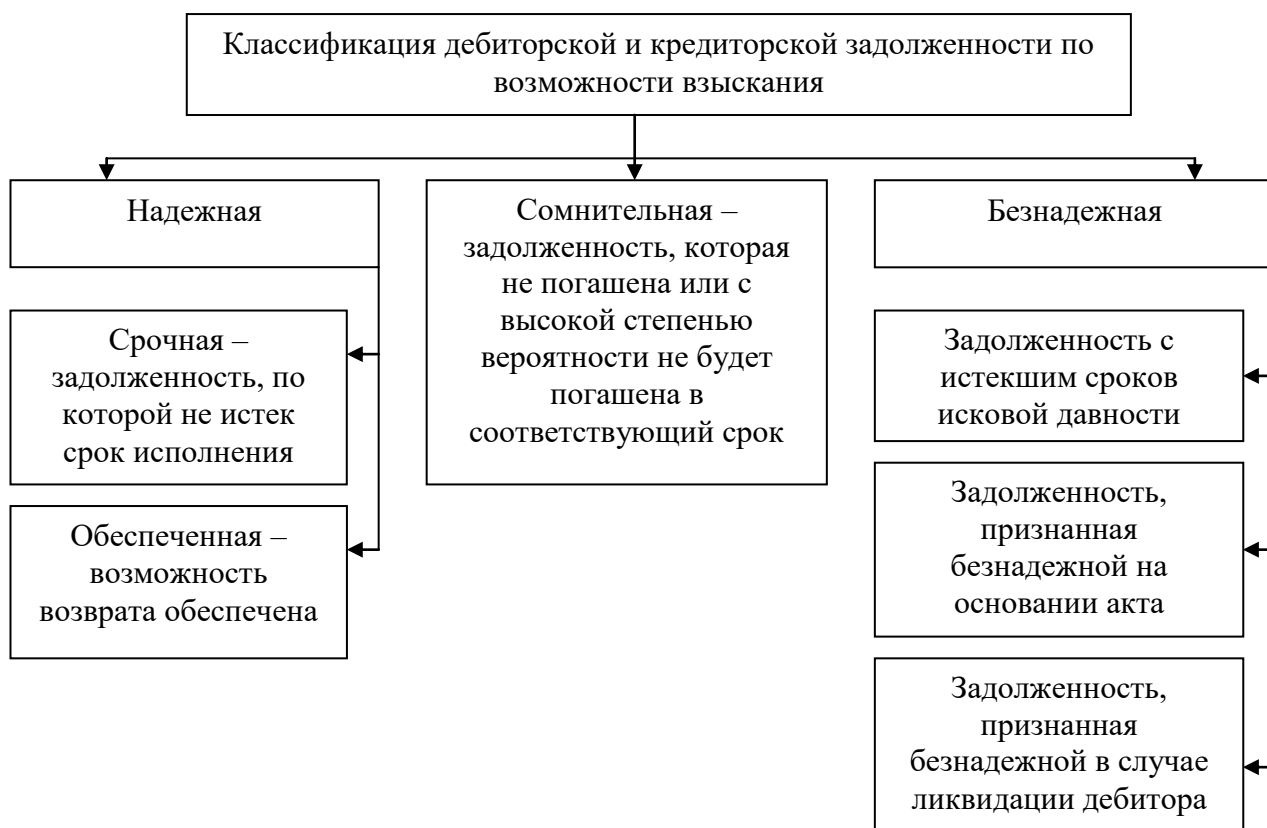 Классификация дебиторской и кредиторской задолженности по
возможности взыскания
Надежная
Срочная –
задолженность, по
которой не истек
срок исполнения
Обеспеченная –
возможность
возврата обеспечена
Сомнительная –
задолженность, которая
не погашена или с
высокой степенью
вероятности не будет
погашена в
соответствующий срок
Безнадежная
Задолженность с
истекшим сроков
исковой давности
Задолженность,
признанная
безнадежной на
основании акта
Задолженность,
признанная
безнадежной в случае
ликвидации дебитора